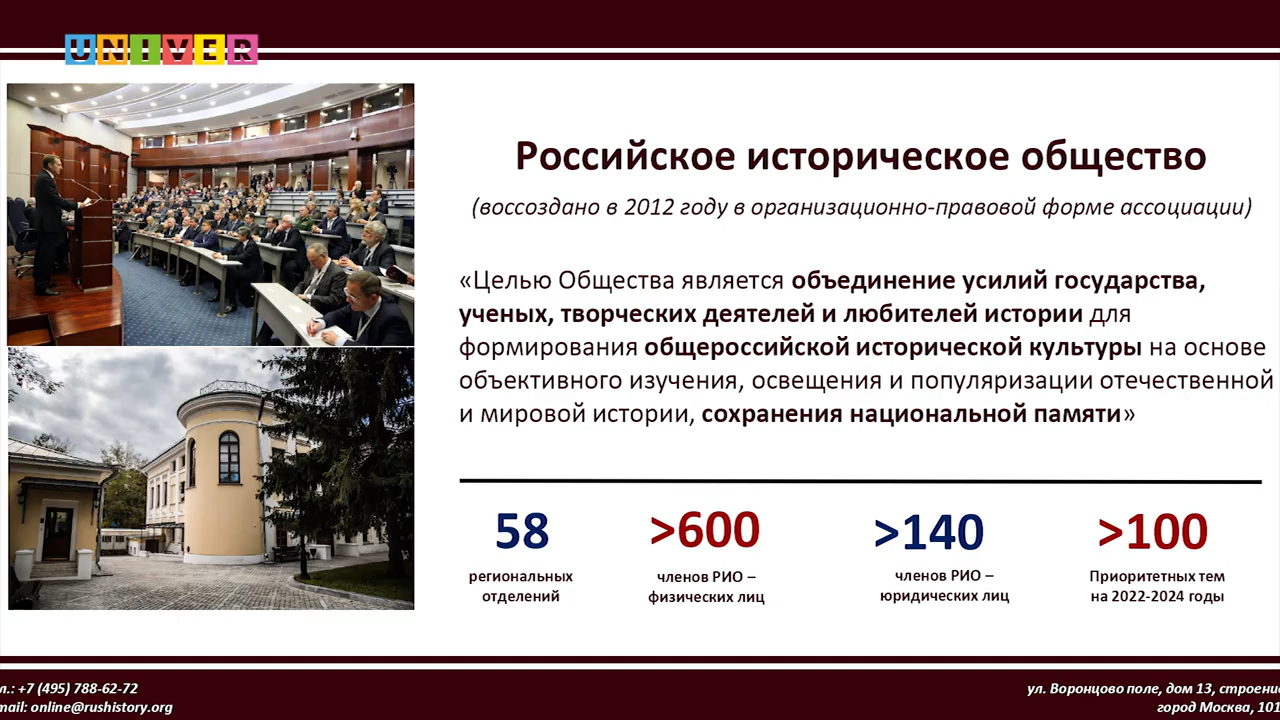 UNIVER
Российское историческое общество
(воссоздано в 2012 году в организационно-правовой форме ассоциации)
«Целью Общества является объединение усилий государства,
ученых, творческих деятелей и любителей истории для
формирования общероссийской исторической культуры на основе
объективного изучения, освещения и популяризации отечественной
и мировой истории, сохранения национальной памяти»
58
региональных
отделений
>600
членов РИО –
физических лиц
>140
членов РИО –
юридических лиц
>100
Приоритетных тем
на 2022-2024 годы
л.: +7 (495) 788-62-72
mail: online@rushistory.org
ул. Воронцово поле, дом 13, строени
город Москва, 101